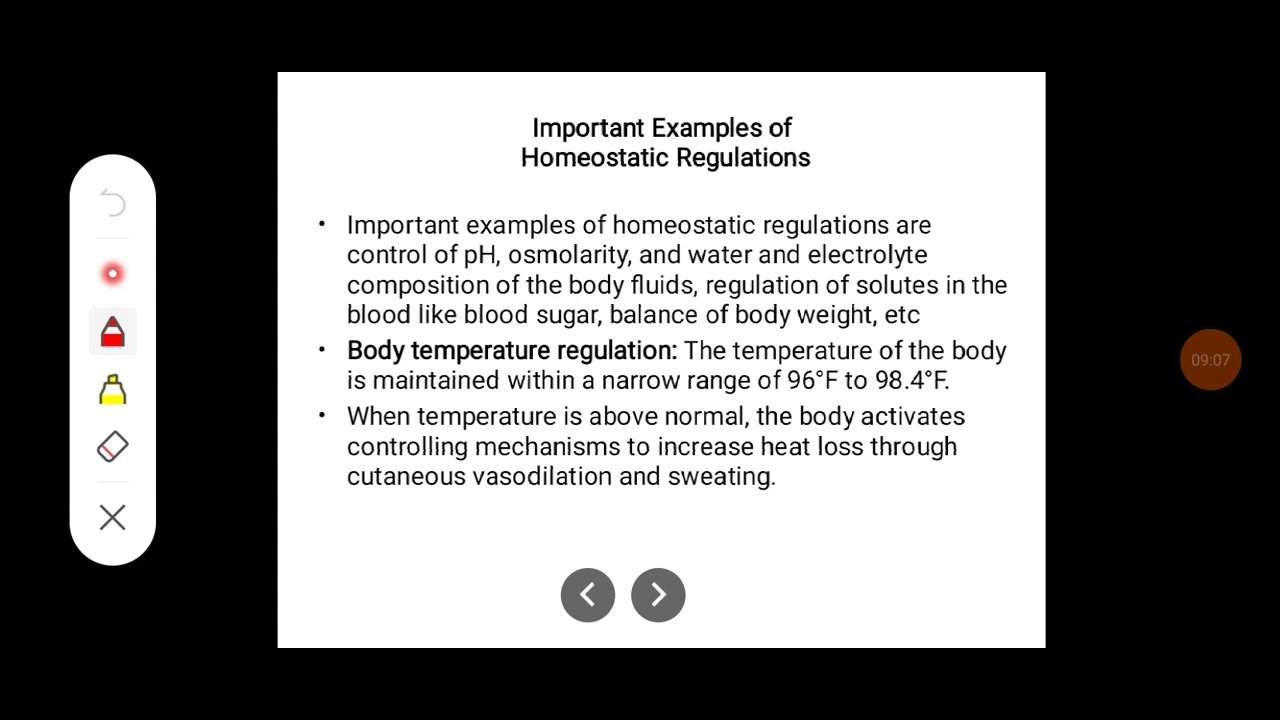 Important Examples of
Homeostatic Regulations
• Important examples of homeostatic regulations are
control of pH, osmolarity, and water and electrolyte
composition of the body fluids, regulation of solutes in the
blood like blood sugar, balance of body weight, etc
• Body temperature regulation: The temperature of the body
is maintained within a narrow range of 96°F to 98.4°F.
• When temperature is above normal, the body activates
controlling mechanisms to increase heat loss through
cutaneous vasodilation and sweating.
09:07